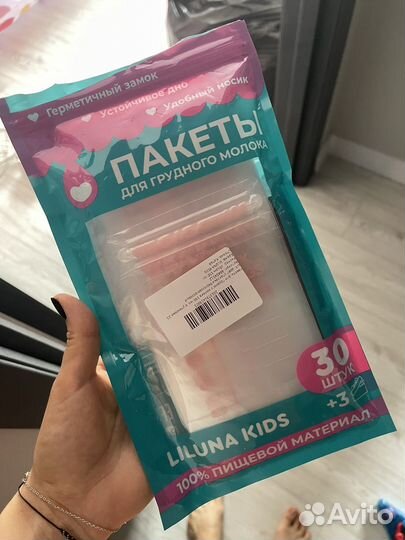 Герметичный замок
Устойчивое дно
Удобный носик
ПАКЕТЫ
ДЛЯ ГРУДНОГО МОЛОКА
30
ШТУК
+3
LILUNA KIDS
100% ПИЩЕВОЙ МАТЕРИАЛ
Avito